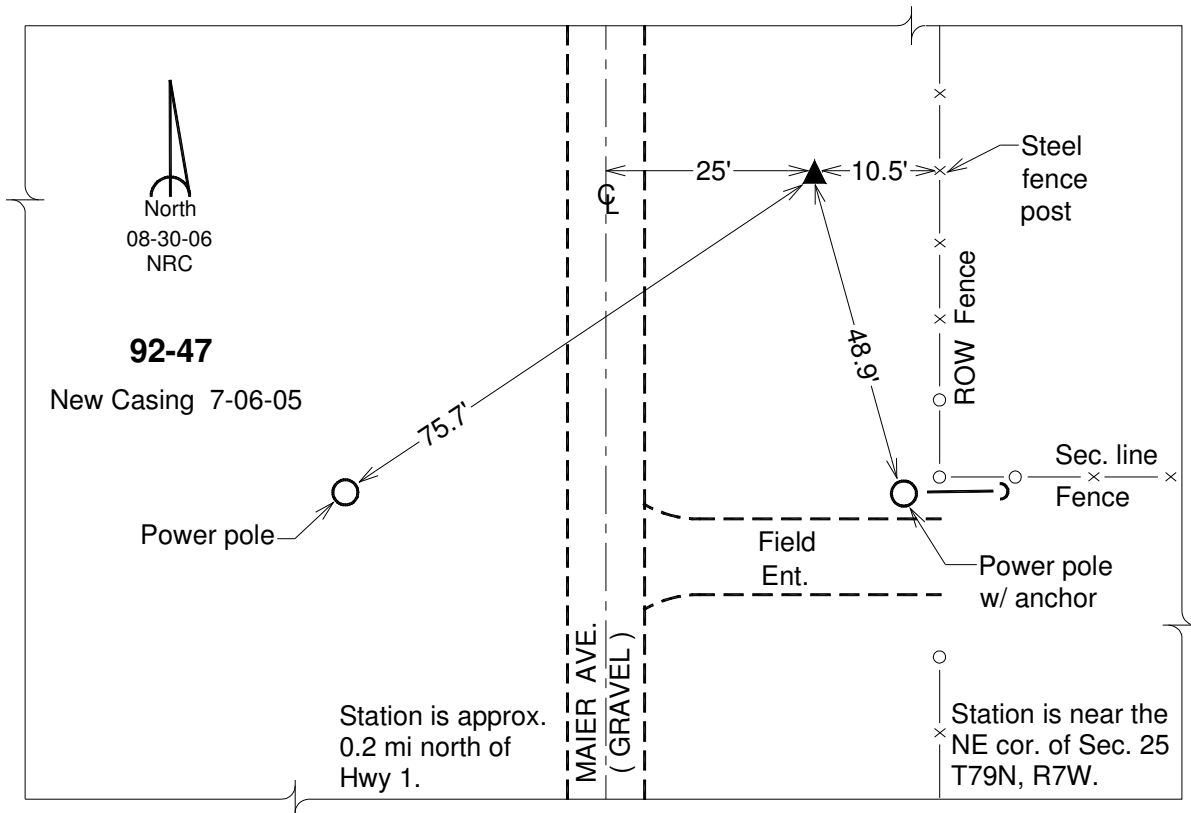 Steel
fence
post
25'
10.5'
℄
North
08-30-06
NRC
ROW Fence
92-47
New Casing 7-06-05
48.9'
75.7'
Sec. line
Fence
Power pole
Field
Ent.
Power pole
w/ anchor
MAIER AVE.
( GRAVEL )
Station is approx.
0.2 mi north of
Hwy 1.
Station is near the
NE cor. of Sec. 25
T79N, R7W.